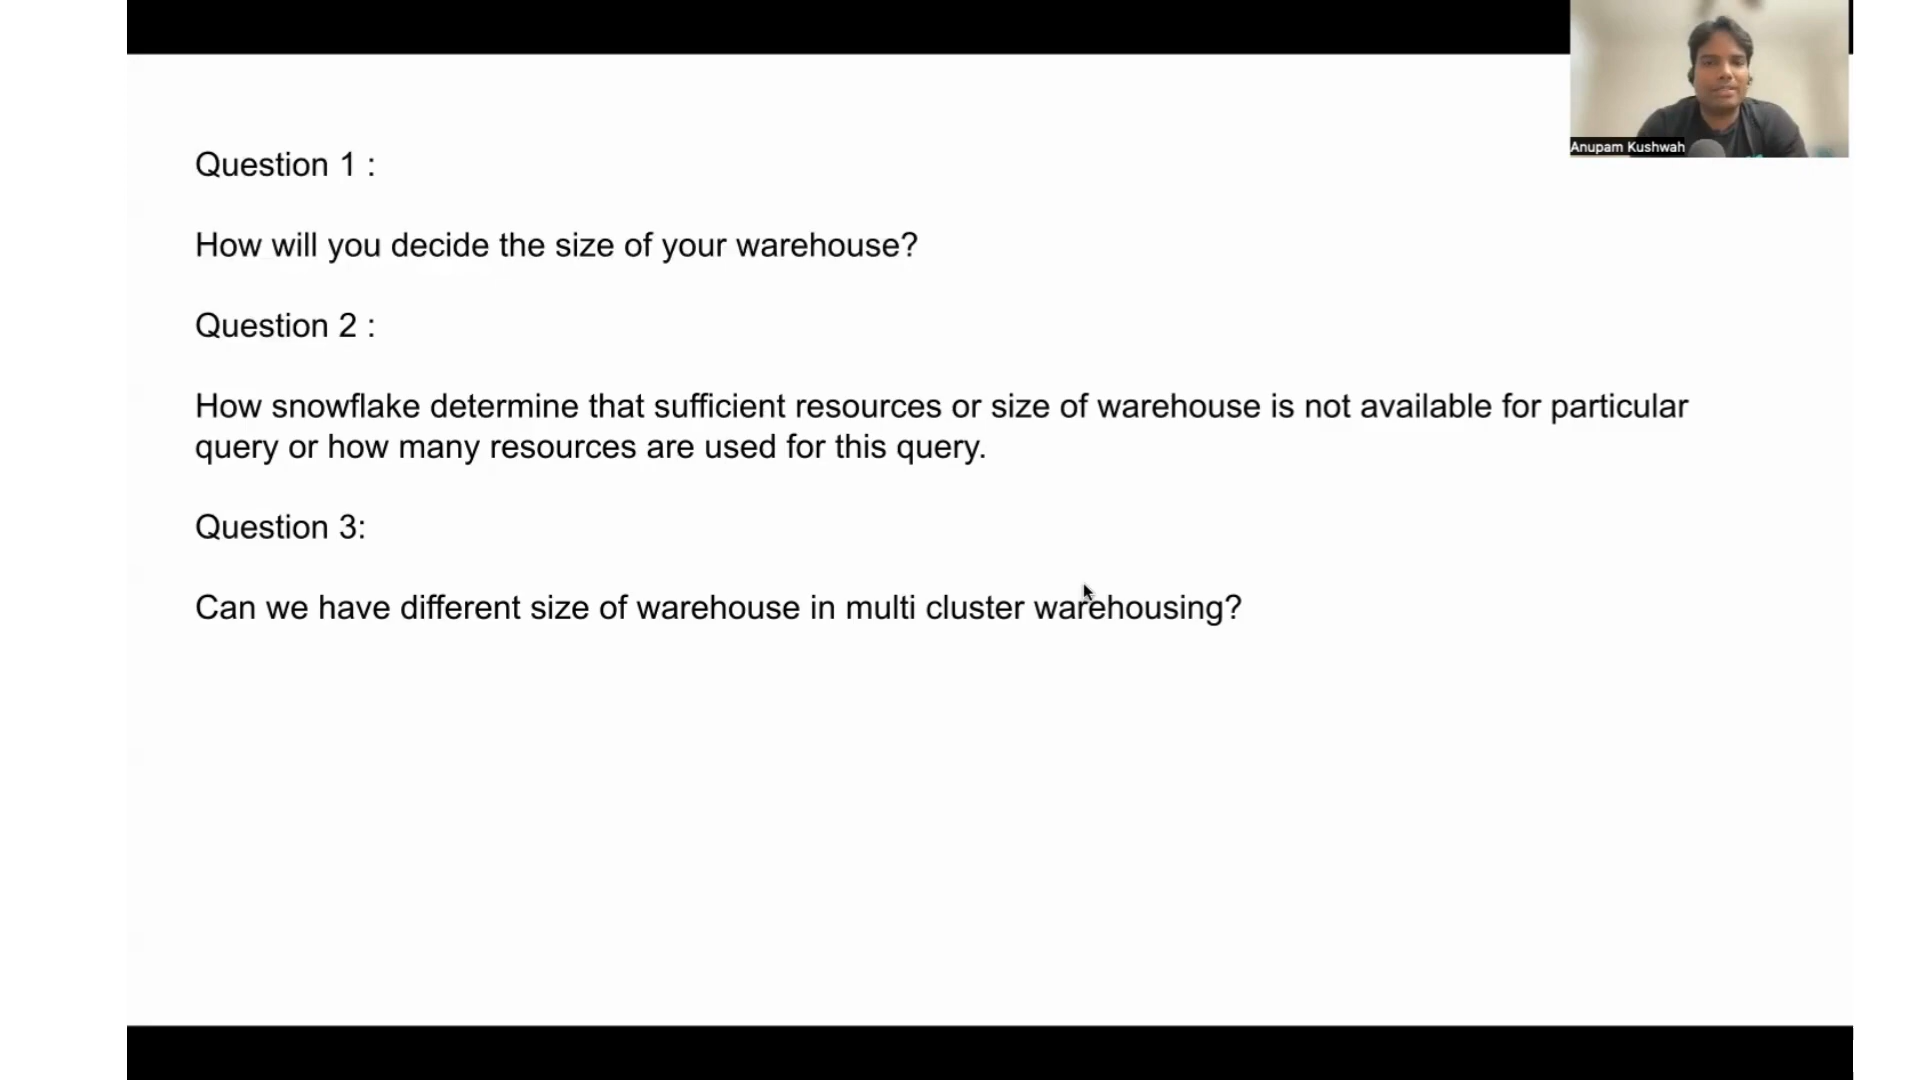 Anupam Kushwah
Question 1 :
How will you decide the size of your warehouse?
Question 2 :
How snowflake determine that sufficient resources or size of warehouse is not available for particular
query or how many resources are used for this query.
Question 3:
Can we have different size of warehouse in multi cluster warehousing?